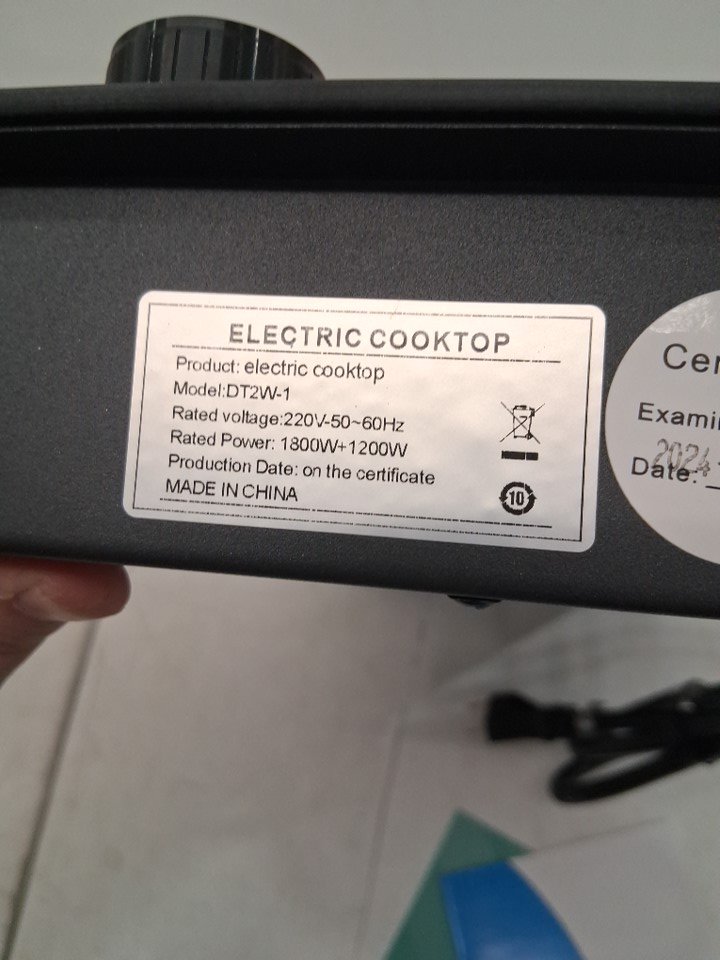 ELECTRIC COOKTOP
Product: electric cooktop
Model:DT2W-1
Rated voltage:220V-50~60Hz
Rated Power: 1800W+1200W
Production Date: on the certificate
MADE IN CHINA
10
Cer
Examin
2024
Date: